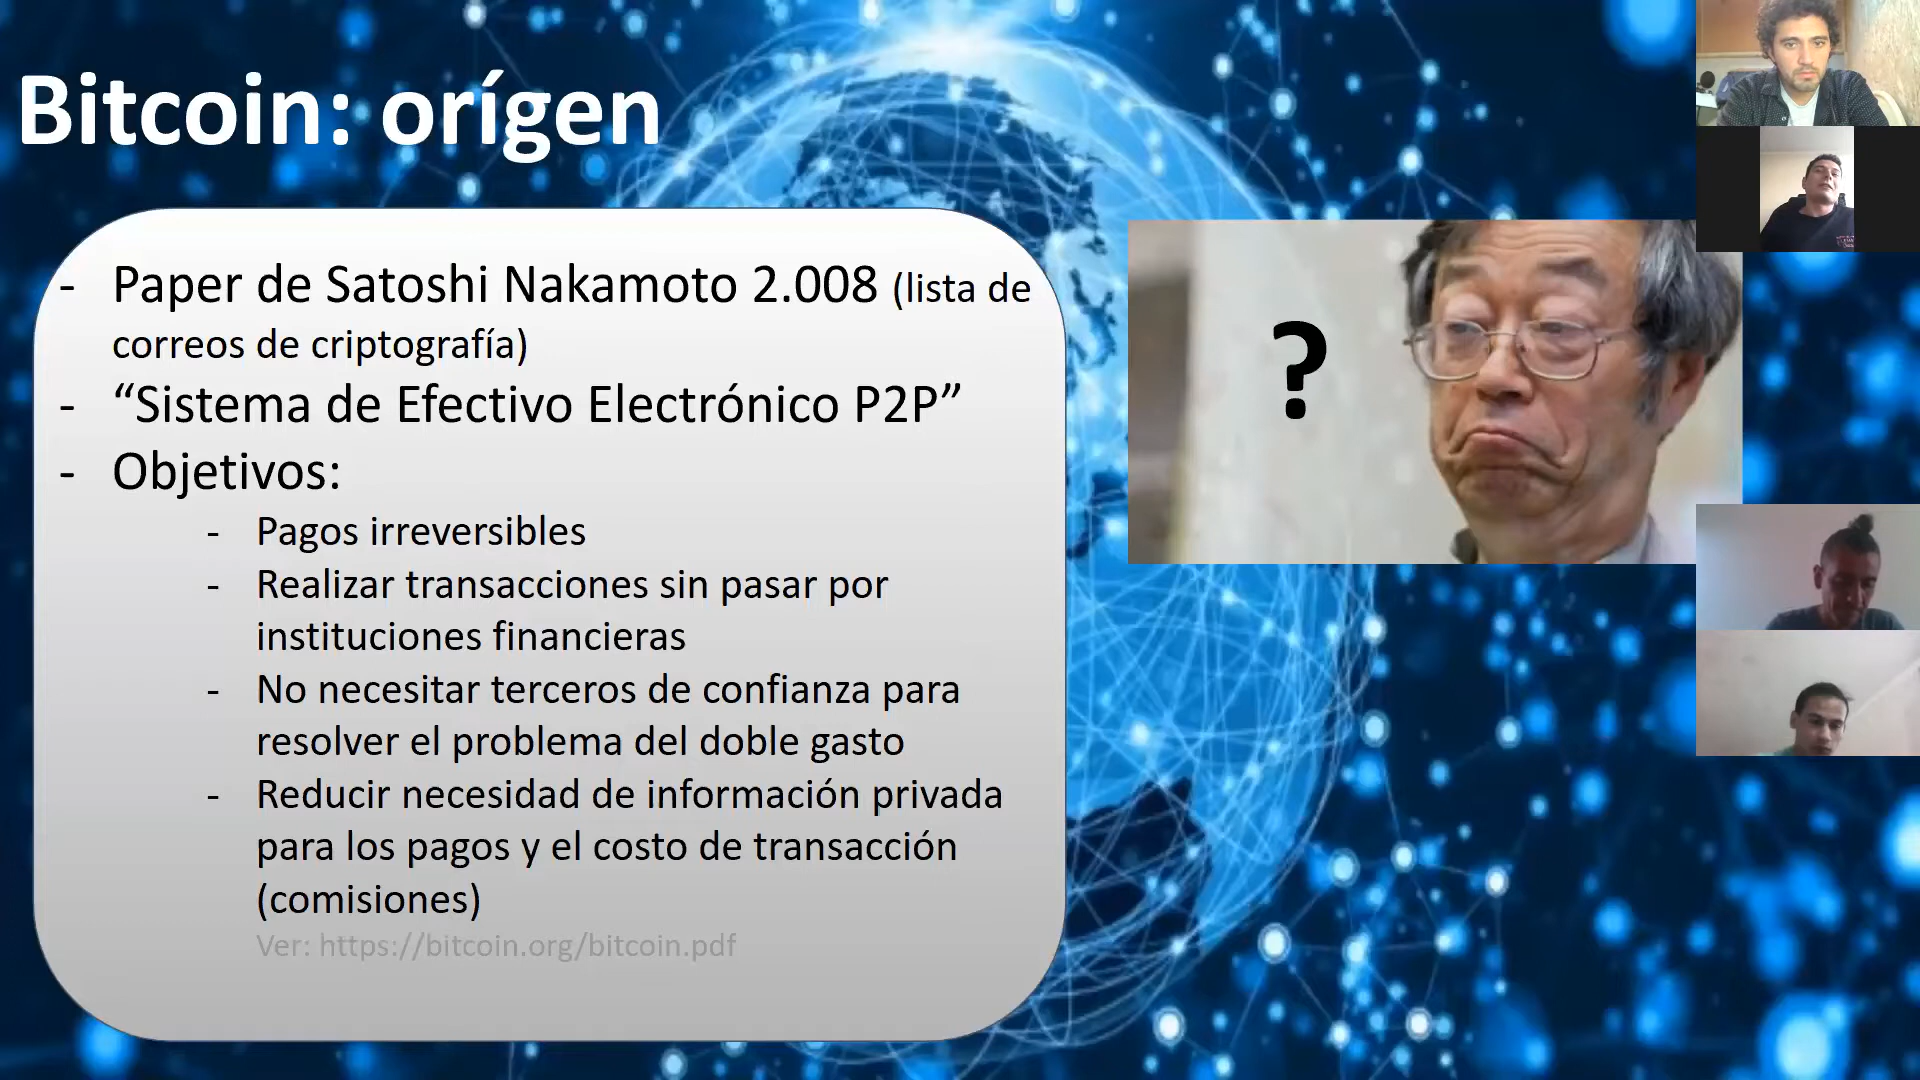 Bitcoin: orígen
- Paper de Satoshi Nakamoto 2.008 (lista de
correos de criptografía)
- “Sistema de Efectivo Electrónico P2P”
- Objetivos:
- Pagos irreversibles
- Realizar transacciones sin pasar por
instituciones financieras
- No necesitar terceros de confianza para
resolver el problema del doble gasto
- Reducir necesidad de información privada
para los pagos y el costo de transacción
(comisiones)
Ver: https://bitcoin.org/bitcoin.pdf
?